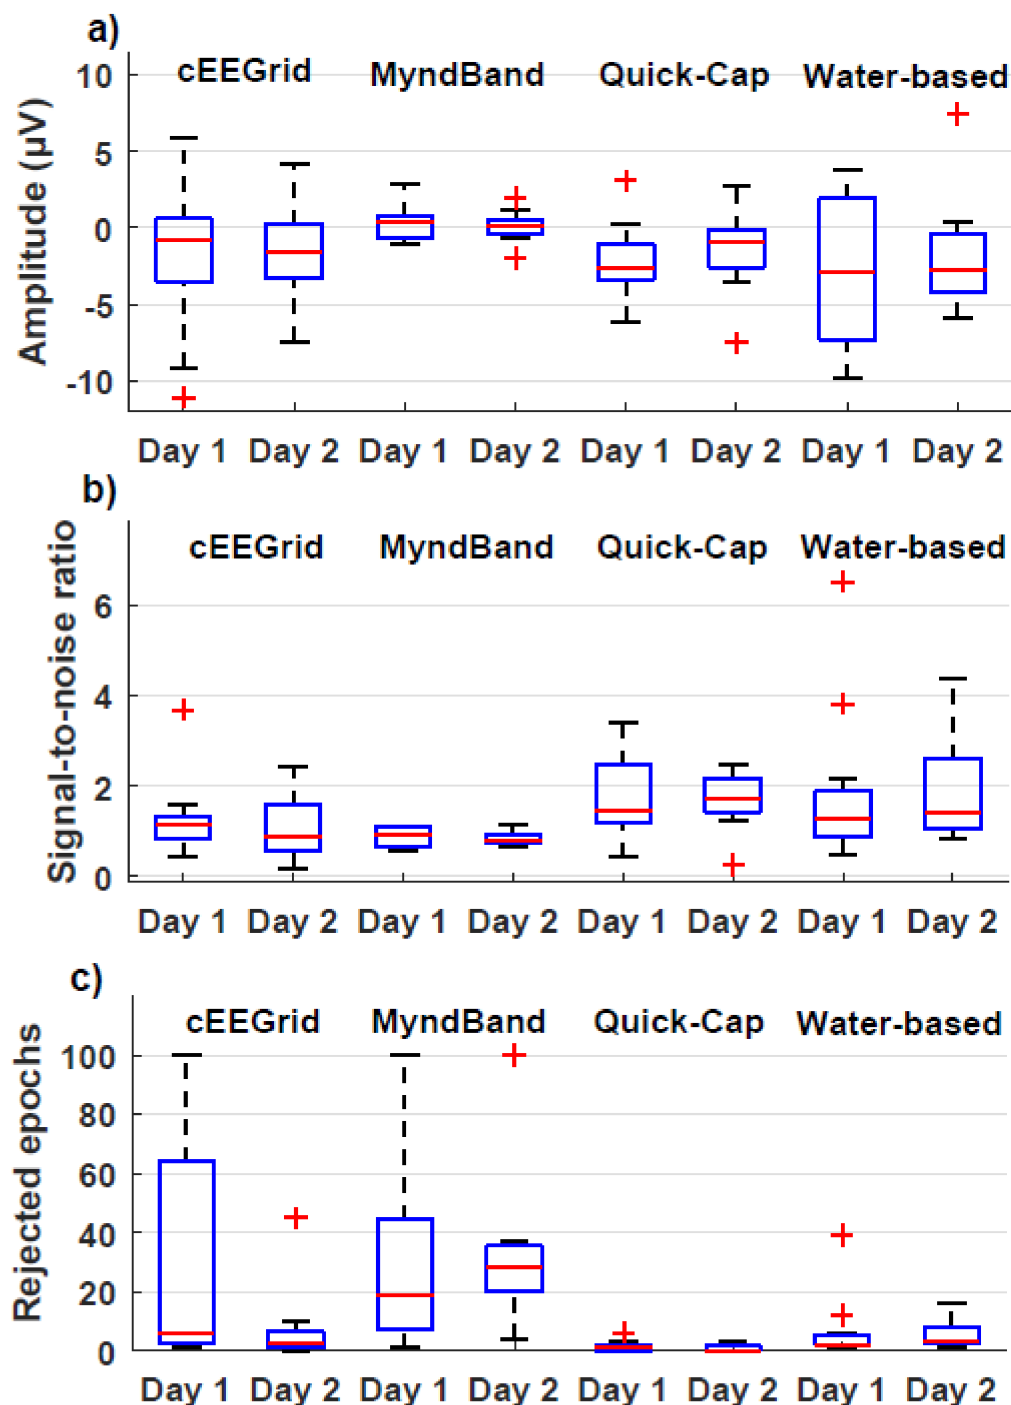 a)
cEEGrid MyndBand Quick-Cap Water-based
Amplitude (µV)
10
5
0
-5
-10
Day 1 Day 2 Day 1 Day 2 Day 1 Day 2 Day 1 Day 2
b)
cEEGrid MyndBand Quick-Cap Water-based
Signal-to-noise ratio
6
4
2
0
Day 1 Day 2 Day 1 Day 2 Day 1 Day 2 Day 1 Day 2
c)
cEEGrid MyndBand Quick-Cap Water-based
Rejected epochs
100
80
60
40
20
0
Day 1 Day 2 Day 1 Day 2 Day 1 Day 2 Day 1 Day 2